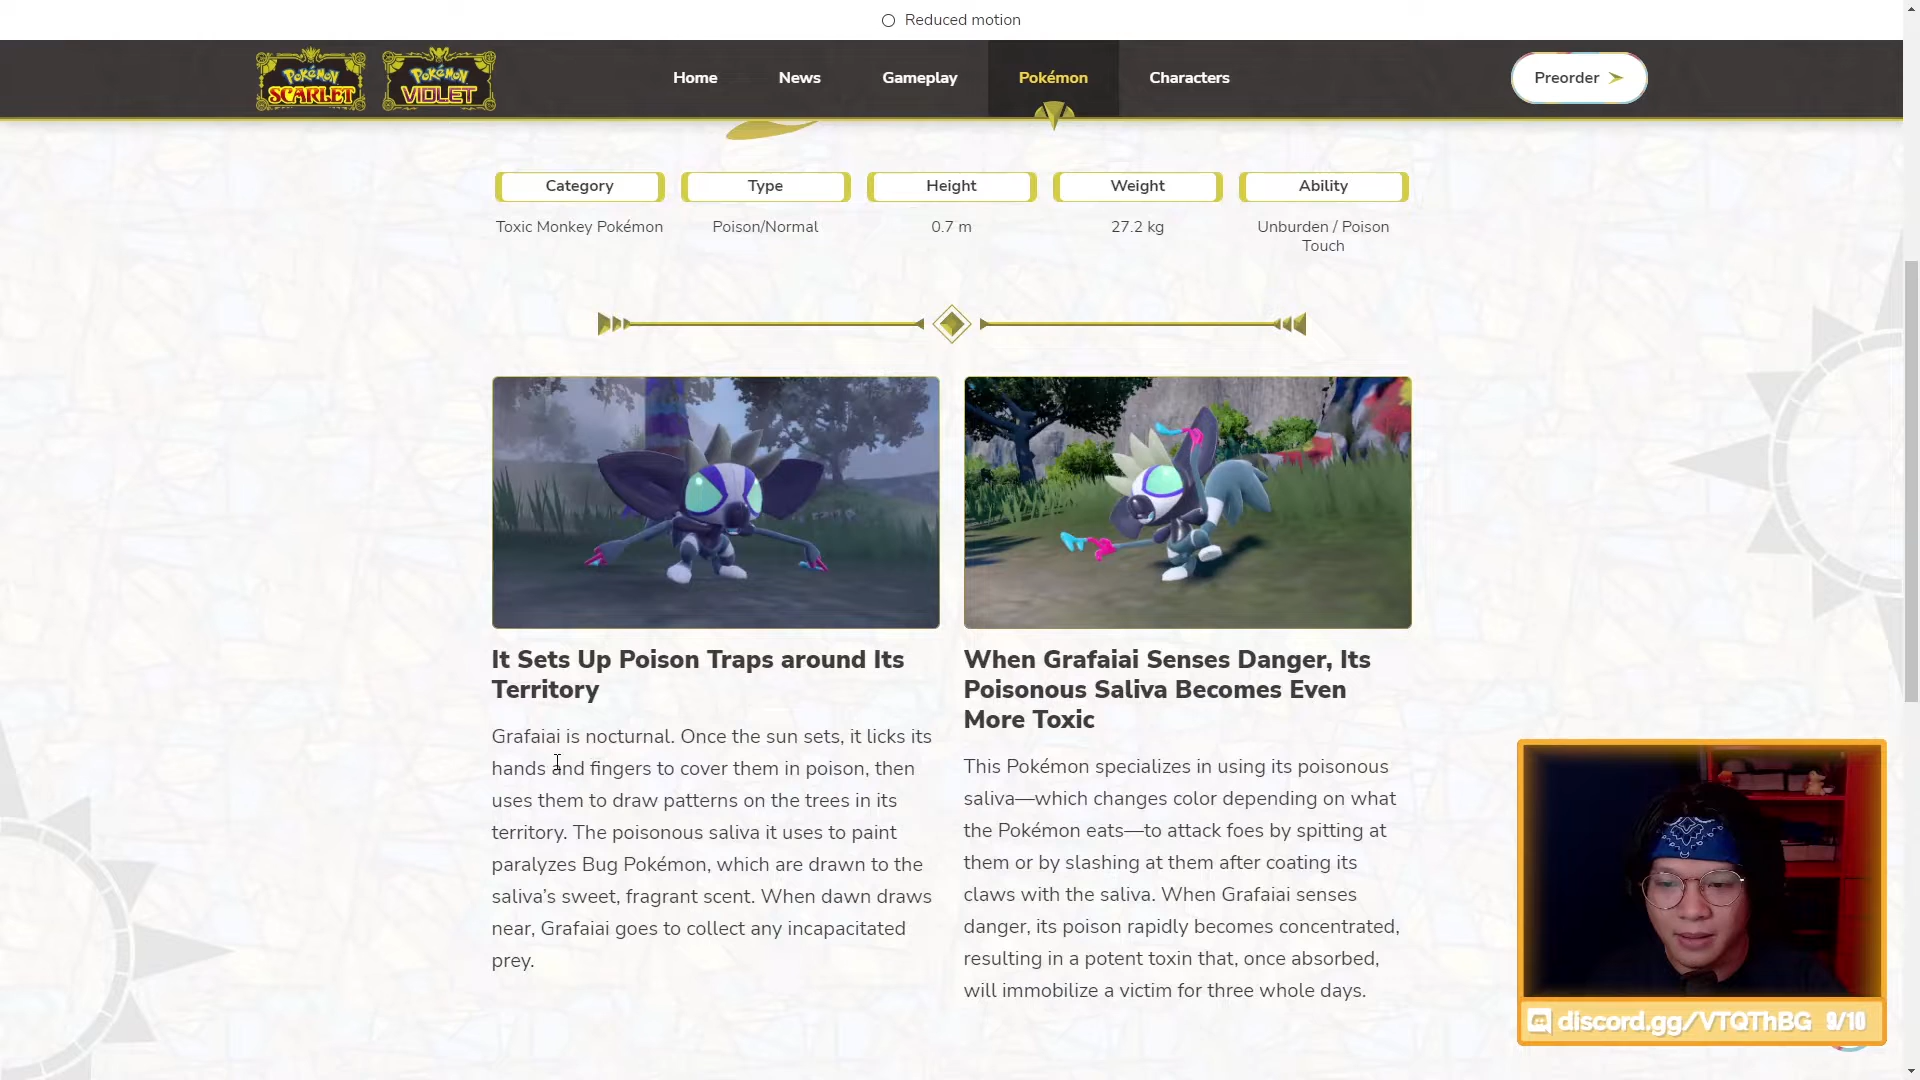 Reduced motion
POKéMON SCARLET
POKéMON VIOLET
Home
News
Gameplay
Pokémon
Characters
Preorder
Category
Type
Height
Weight
Ability
Toxic Monkey Pokémon
Poison/Normal
0.7 m
27.2 kg
Unburden / Poison
Touch
It Sets Up Poison Traps around Its
Territory
Grafaiai is nocturnal. Once the sun sets, it licks its
hands and fingers to cover them in poison, then
uses them to draw patterns on the trees in its
territory. The poisonous saliva it uses to paint
paralyzes Bug Pokémon, which are drawn to the
saliva’s sweet, fragrant scent. When dawn draws
near, Grafaiai goes to collect any incapacitated
prey.
When Grafaiai Senses Danger, Its
Poisonous Saliva Becomes Even
More Toxic
This Pokémon specializes in using its poisonous
saliva—which changes color depending on what
the Pokémon eats—to attack foes by spitting at
them or by slashing at them after coating its
claws with the saliva. When Grafaiai senses
danger, its poison rapidly becomes concentrated,
resulting in a potent toxin that, once absorbed,
will immobilize a victim for three whole days.
discord.gg/VTQThBG 9/10